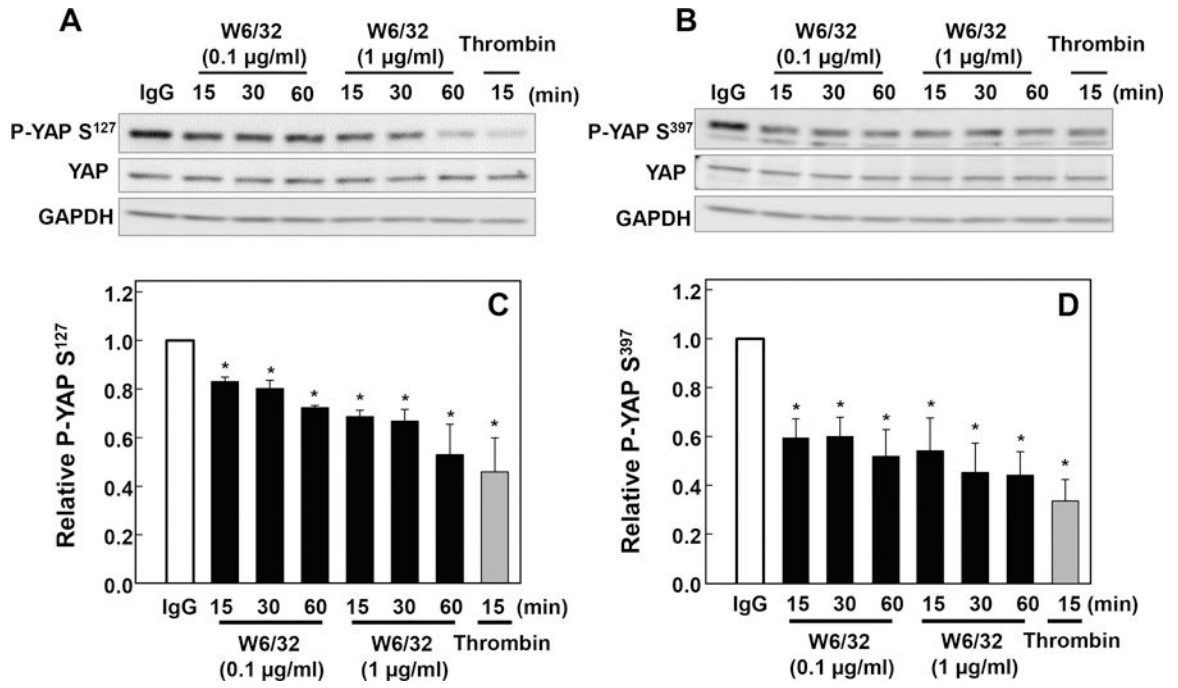 A
W6/32 W6/32 Thrombin
(0.1 µg/ml) (1 µg/ml)
IgG 15 30 60 15 30 60 15 (min)
P-YAP S127
YAP
GAPDH
B
W6/32 W6/32 Thrombin
(0.1 µg/ml) (1 µg/ml)
IgG 15 30 60 15 30 60 15 (min)
P-YAP S397
YAP
GAPDH
C
Relative P-YAP S127
1.2
1.0
0.8
0.6
0.4
0.2
0.0
* * * * * * *
IgG 15 30 60 15 30 60 15 (min)
W6/32 W6/32 Thrombin
(0.1 µg/ml) (1 µg/ml)
D
Relative P-YAP S397
1.2
1.0
0.8
0.6
0.4
0.2
0.0
* * * * * * *
IgG 15 30 60 15 30 60 15 (min)
W6/32 W6/32 Thrombin
(0.1 µg/ml) (1 µg/ml)